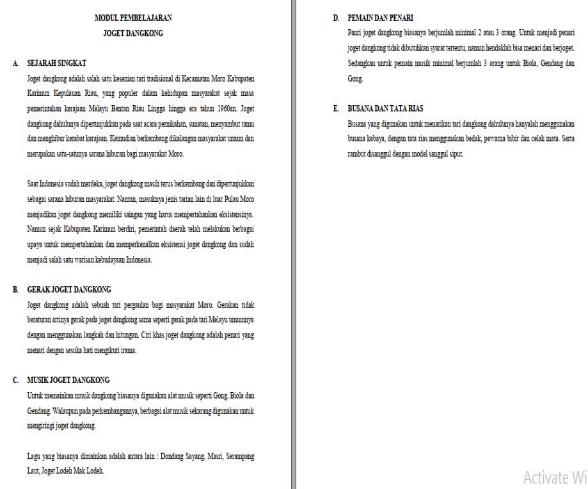 MODUL PEMBELAJARAN
JOGET DANGKONG
A. SEJARAH SINGKAT
Joget dangkong adalah salah satu kesenian tari tradisional di Kecamatan Moro Kabupaten
Karimun Kepulauan Riau, yang populer dalam kehidupan masyarakat sejak masa
pemerintahan kerajaan Melayu Bentan Riau Lingga hingga era tahun 1960an. Joget
dangkong dahulunya dipertunjukkan pada saat acara pernikahan, sunatan, menyambut tamu
dan menghibur kerabat kerajaan. Kemudian berkembang dikalangan masyarakat umum dan
merupakan satu-satunya sarana hiburan bagi masyarakat Moro.
Saat Indonesia sudah merdeka, joget dangkong masih terus berkembang dan dipertunjukkan
sebagai sarana hiburan masyarakat. Namun, masuknya jenis tarian lain di luar Pulau Moro
menjadikan joget dangkong memiliki saingan yang harus mempertahankan eksistensinya.
Namun sejak Kabupaten Karimun berdiri, pemerintah daerah telah melakukan berbagai
upaya untuk mempertahankan dan memperkenalkan eksistensi joget dangkong dan sudah
menjadi salah satu warisan kebudayaan Indonesia.
B. GERAK JOGET DANGKONG
Joget dangkong adalah sebuah tari pergaulan bagi masyarakat Moro. Gerakan tidak
beraturan artinya gerak pada joget dangkong sama seperti gerak pada tari Melayu umumnya
dengan menggunakan langkah dan hitungan. Ciri khas joget dangkong adalah penari yang
menari dengan sesuka hati mengikuti irama.
C. MUSIK JOGET DANGKONG
Untuk memainkan musik dangkong biasanya digunakan alat musik seperti Gong, Biola dan
Gendang. Walaupun pada perkembangannya, berbagai alat musik sekarang digunakan untuk
mengiringi joget dangkong.
Lagu yang biasanya dimainkan adalah antara lain : Dondang Sayang, Masri, Serampang
Laut, Joget Lodeh Mak Lodeh.
D. PEMAIN DAN PENARI
Panri joget dangkong biasanya berjumlah minimal 2 atau 3 orang. Untuk menjadi penari
joget dangkong tidak dibutuhkan syarat tertentu, namun hendaklah bisa menari dan berjoget.
Sedangkan untuk pemain musik minimal berjumlah 3 orang untuk Biola, Gendang dan
Gong.
E. BUSANA DAN TATA RIAS
Busana yang digunakan untuk menarikan tari dangkong dahulunya hanyalah menggunakan
busana kebaya, dengan tata rias menggunakan bedak, pewarna bibir dan celak mata. Serta
rambut disanggul dengan model sanggul siput.
Activate Wi